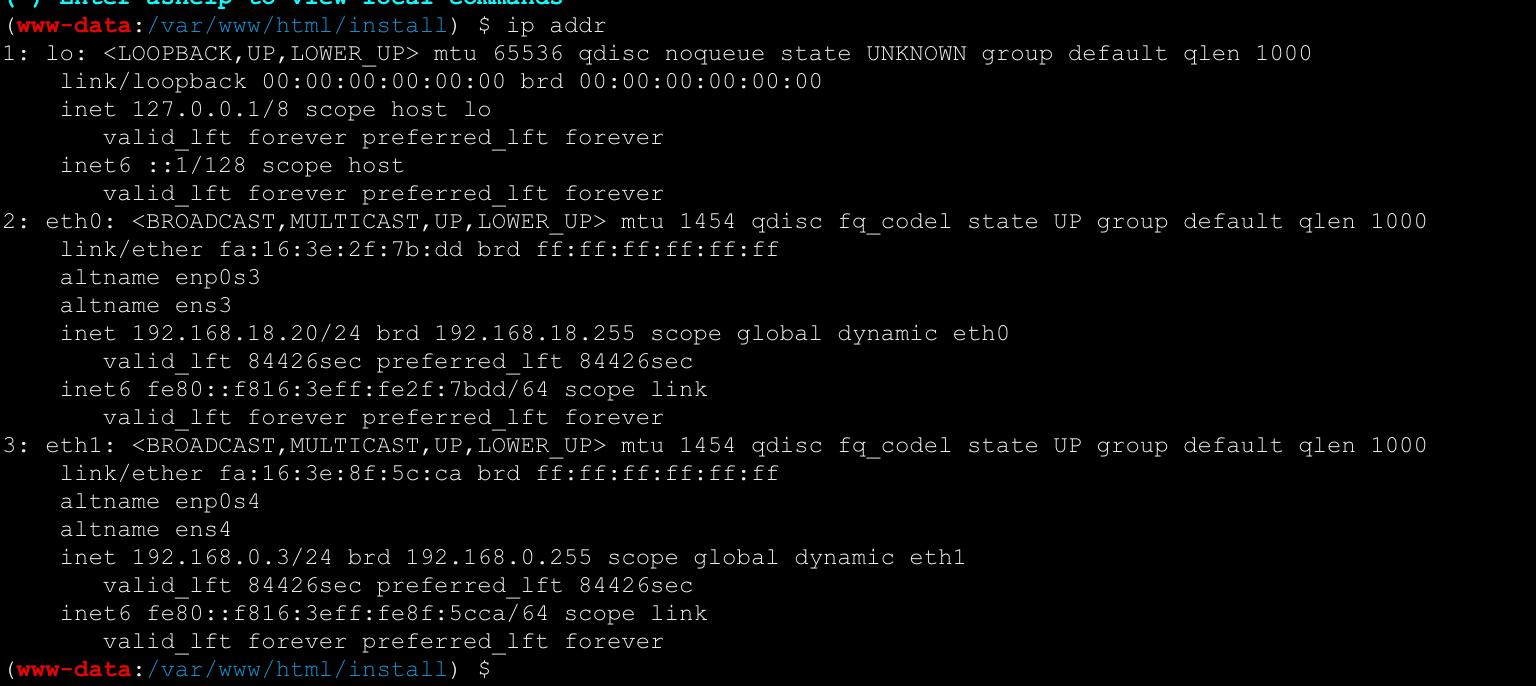 (*) Enter ashelp to view local commands
(www-data:/var/www/html/install) $ ip addr
1: lo: <LOOPBACK,UP,LOWER_UP> mtu 65536 qdisc noqueue state UNKNOWN group default qlen 1000
    link/loopback 00:00:00:00:00:00 brd 00:00:00:00:00:00
    inet 127.0.0.1/8 scope host lo
       valid_lft forever preferred_lft forever
    inet6 ::1/128 scope host
       valid_lft forever preferred_lft forever
2: eth0: <BROADCAST,MULTICAST,UP,LOWER_UP> mtu 1454 qdisc fq_codel state UP group default qlen 1000
    link/ether fa:16:3e:2f:7b:dd brd ff:ff:ff:ff:ff:ff
    altname enp0s3
    altname ens3
    inet 192.168.18.20/24 brd 192.168.18.255 scope global dynamic eth0
       valid_lft 84426sec preferred_lft 84426sec
    inet6 fe80::f816:3eff:fe2f:7bdd/64 scope link
       valid_lft forever preferred_lft forever
3: eth1: <BROADCAST,MULTICAST,UP,LOWER_UP> mtu 1454 qdisc fq_codel state UP group default qlen 1000
    link/ether fa:16:3e:8f:5c:ca brd ff:ff:ff:ff:ff:ff
    altname enp0s4
    altname ens4
    inet 192.168.0.3/24 brd 192.168.0.255 scope global dynamic eth1
       valid_lft 84426sec preferred_lft 84426sec
    inet6 fe80::f816:3eff:fe8f:5cca/64 scope link
       valid_lft forever preferred_lft forever
(www-data:/var/www/html/install) $